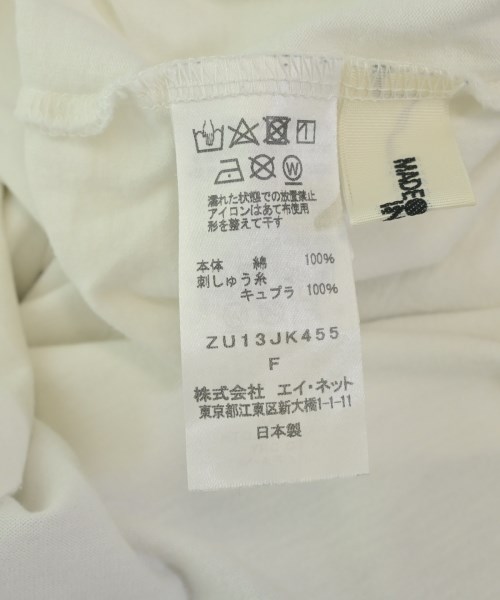 濡れた状態での放置禁止
アイロンはあて布使用
形を整えて干す
本体 綿 100%
刺しゅう糸
キュプラ 100%
ZU13JK455
F
株式会社 エイ・ネット
東京都江東区新大橋1-1-11
日本製
MADE
IN
W